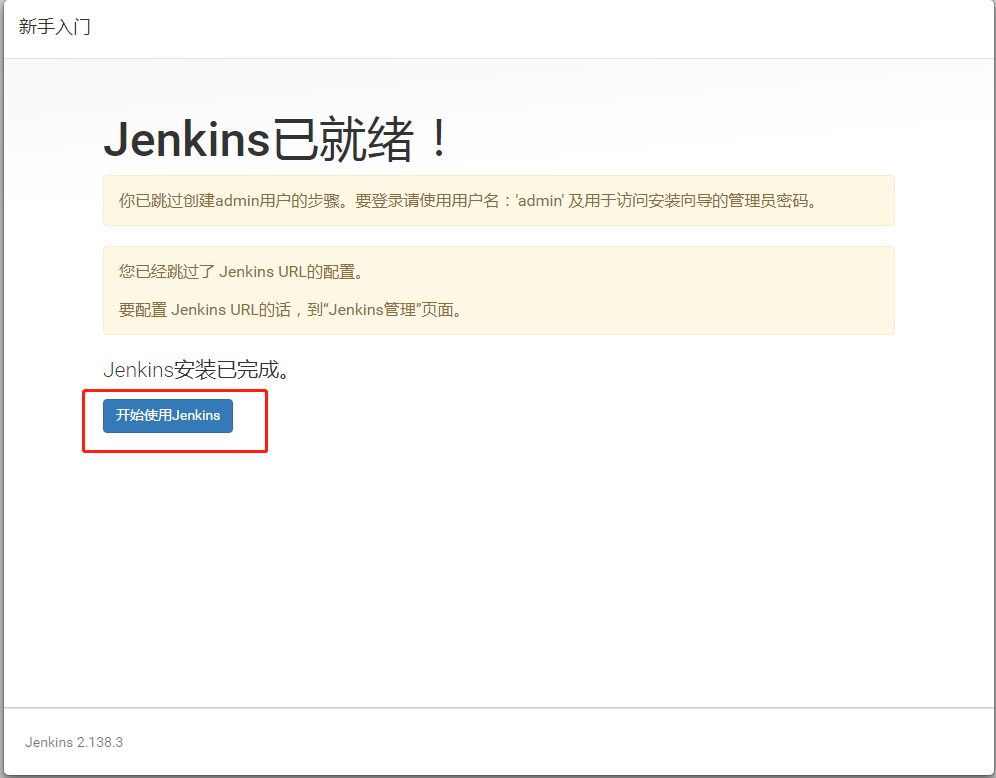 新手入门
Jenkins已就绪！
你已跳过创建admin用户的步骤。要登录请使用用户名：'admin' 及用于访问安装向导的管理员密码。
您已经跳过了 Jenkins URL的配置。
要配置 Jenkins URL的话，到“Jenkins管理”页面。
Jenkins安装已完成。
开始使用Jenkins
Jenkins 2.138.3